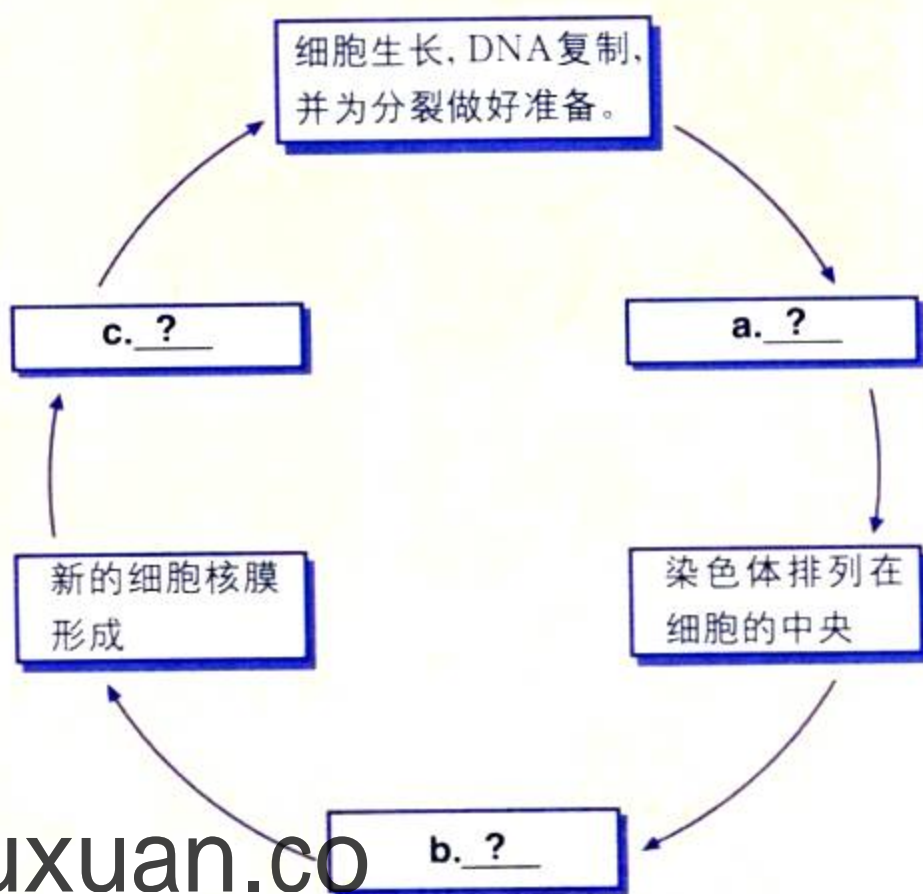 细胞生长, DNA复制,
并为分裂做好准备。
a. ?
染色体排列在
细胞的中央
b. ?
新的细胞核膜
形成
c. ?
uxuan.co